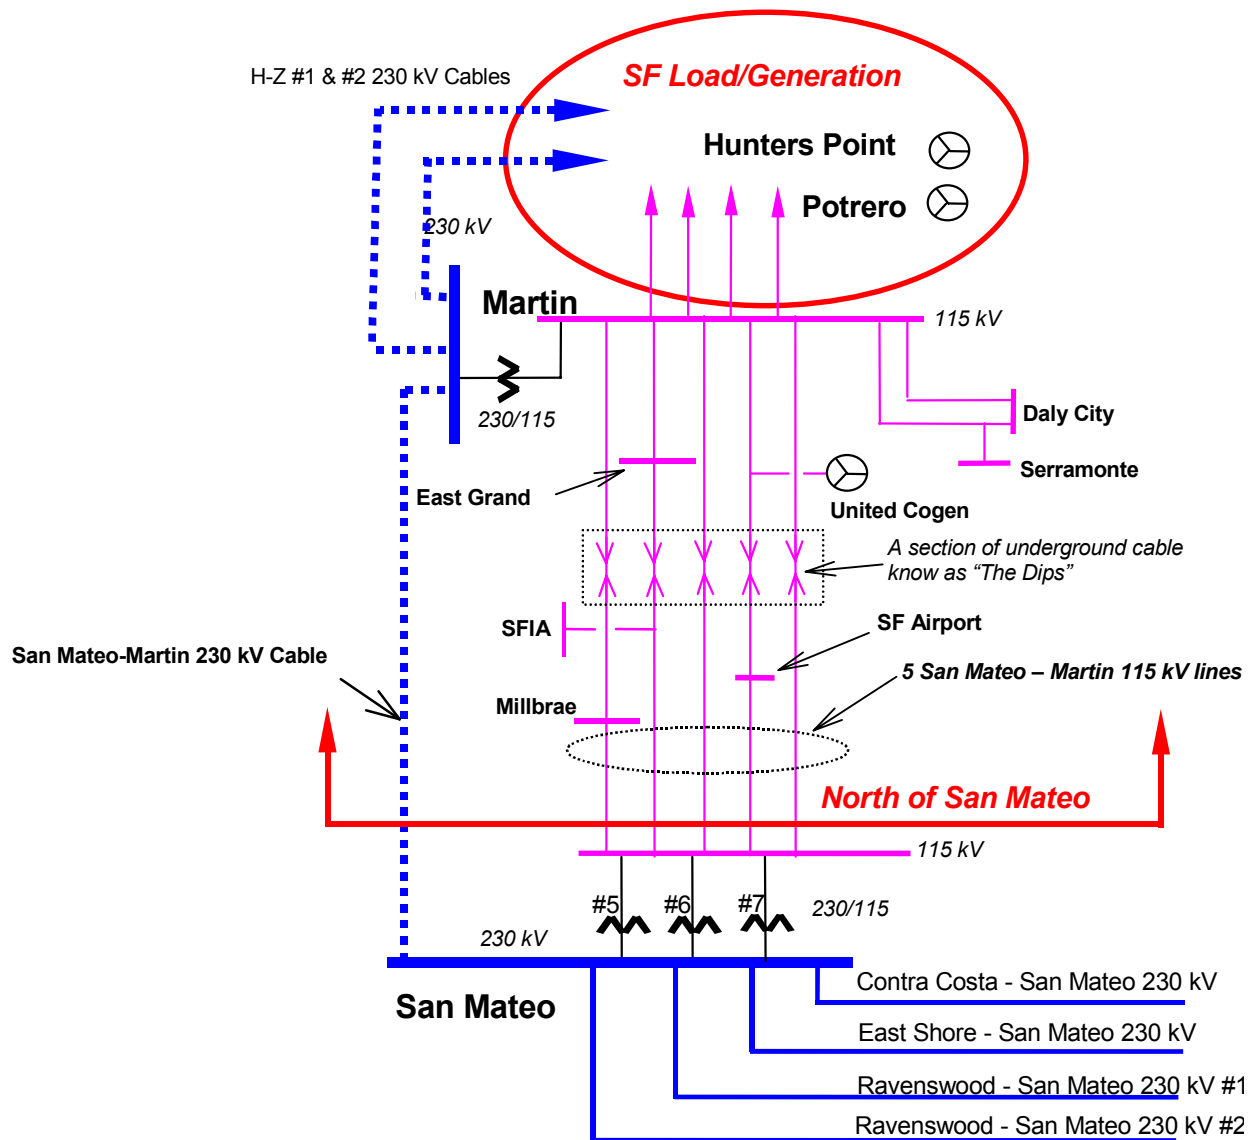 H-Z #1 & #2 230 kV Cables
SF Load/Generation
Hunters Point
Potrero
230 kV
Martin
115 kV
230/115
Daly City
Serramonte
East Grand
United Cogen
A section of underground cable
know as “The Dips”
SFIA
SF Airport
San Mateo-Martin 230 kV Cable
5 San Mateo – Martin 115 kV lines
Millbrae
North of San Mateo
115 kV
#5
#6
#7
230/115
230 kV
San Mateo
Contra Costa - San Mateo 230 kV
East Shore - San Mateo 230 kV
Ravenswood - San Mateo 230 kV #1
Ravenswood - San Mateo 230 kV #2